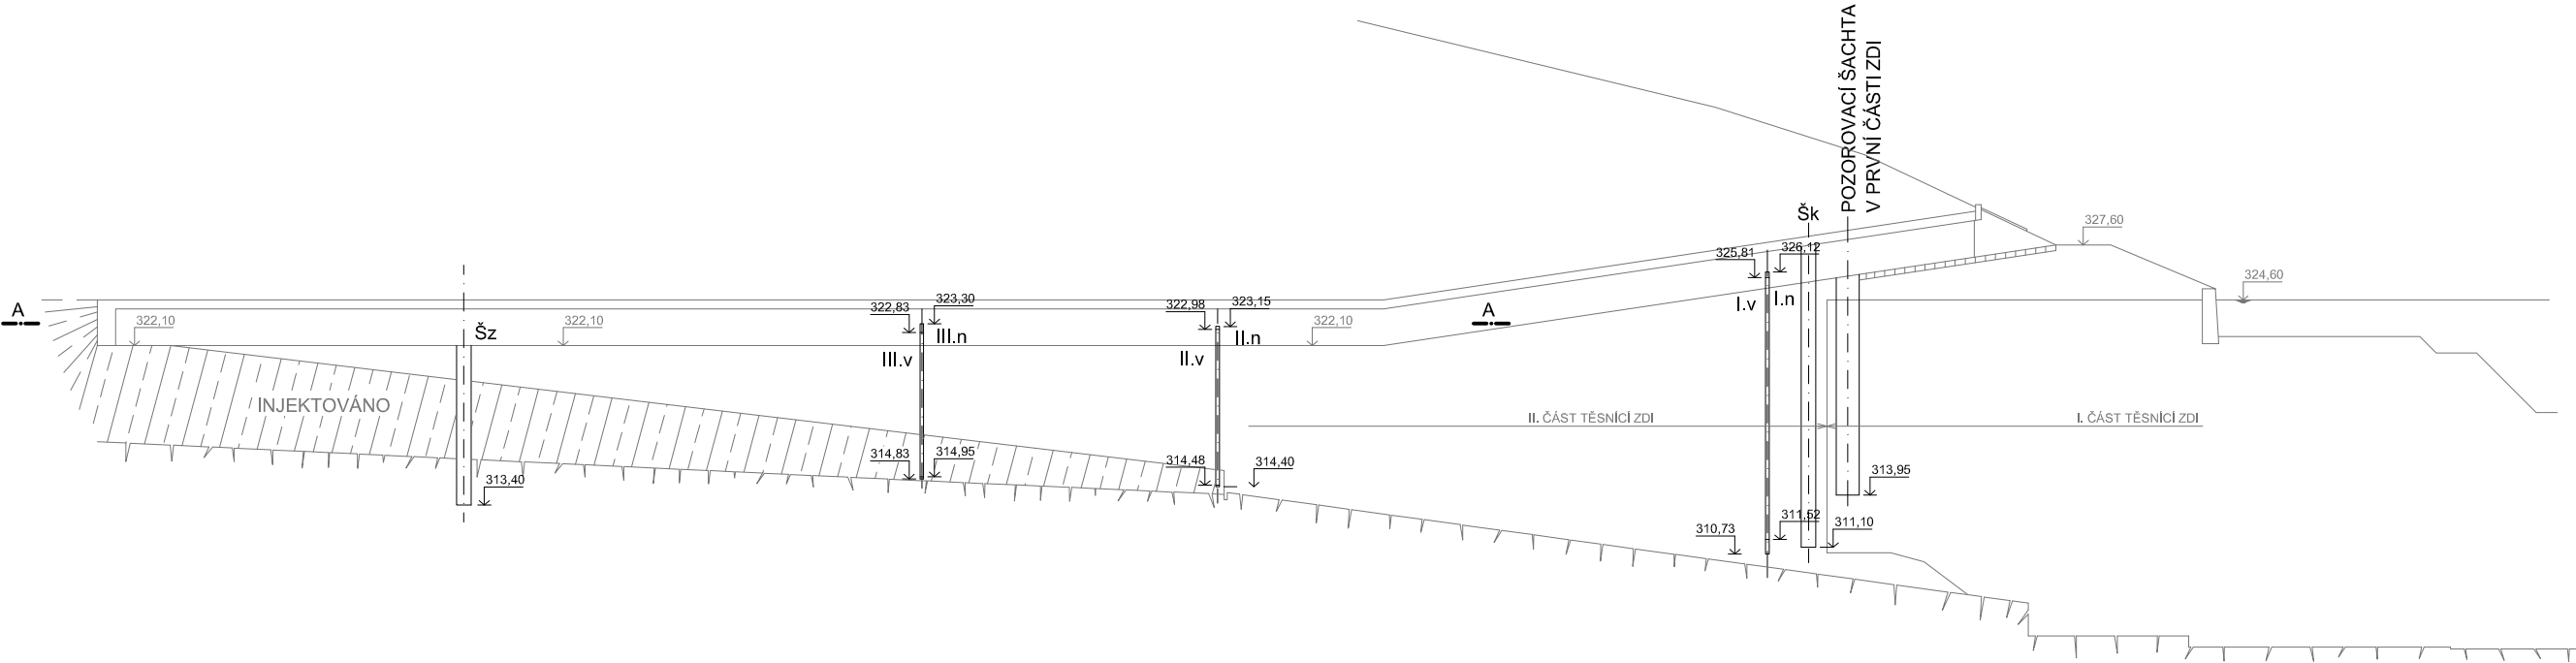 POZOROVACÍ ŠACHTA
V PRVNÍ ČÁSTI ZDI
Šk
327,60
325,81
326,12
324,60
A
322,10
Šz
322,10
322,83
323,30
III.n
III.v
322,98
323,15
II.n
II.v
322,10
A
I.v
I.n
INJEKTOVÁNO
II. ČÁST TĚSNÍCÍ ZDI
I. ČÁST TĚSNÍCÍ ZDI
313,40
314,83
314,95
314,48
314,40
313,95
310,73
311,52
311,10